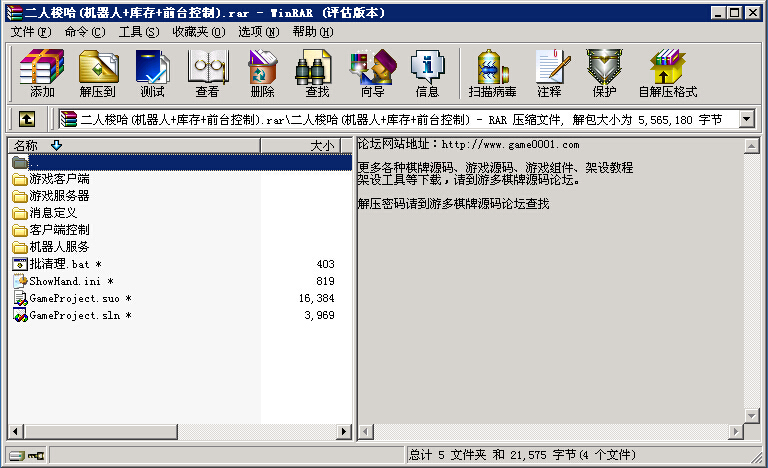 二人梭哈(机器人+库存+前台控制).rar - WinRAR (评估版本)
文件(F) 命令(C) 工具(S) 收藏夹(O) 选项(N) 帮助(H)
添加 解压到 测试 查看 删除 查找 向导 信息 扫描病毒 注释 保护 自解压格式
二人梭哈(机器人+库存+前台控制).rar\二人梭哈(机器人+库存+前台控制) - RAR 压缩文件, 解包大小为 5,565,180 字节
名称 大小
..
游戏客户端
游戏服务器
消息定义
客户端控制
机器人服务
批清理.bat * 403
ShowHand.ini * 819
GameProject.suo * 16,384
GameProject.sln * 3,969
论坛网站地址：http://www.game0001.com
更多各种棋牌源码、游戏源码、游戏组件、架设教程
架设工具等下载，请到游多棋牌源码论坛。
解压密码请到游多棋牌源码论坛查找
总计 5 文件夹 和 21,575 字节(4 个文件)